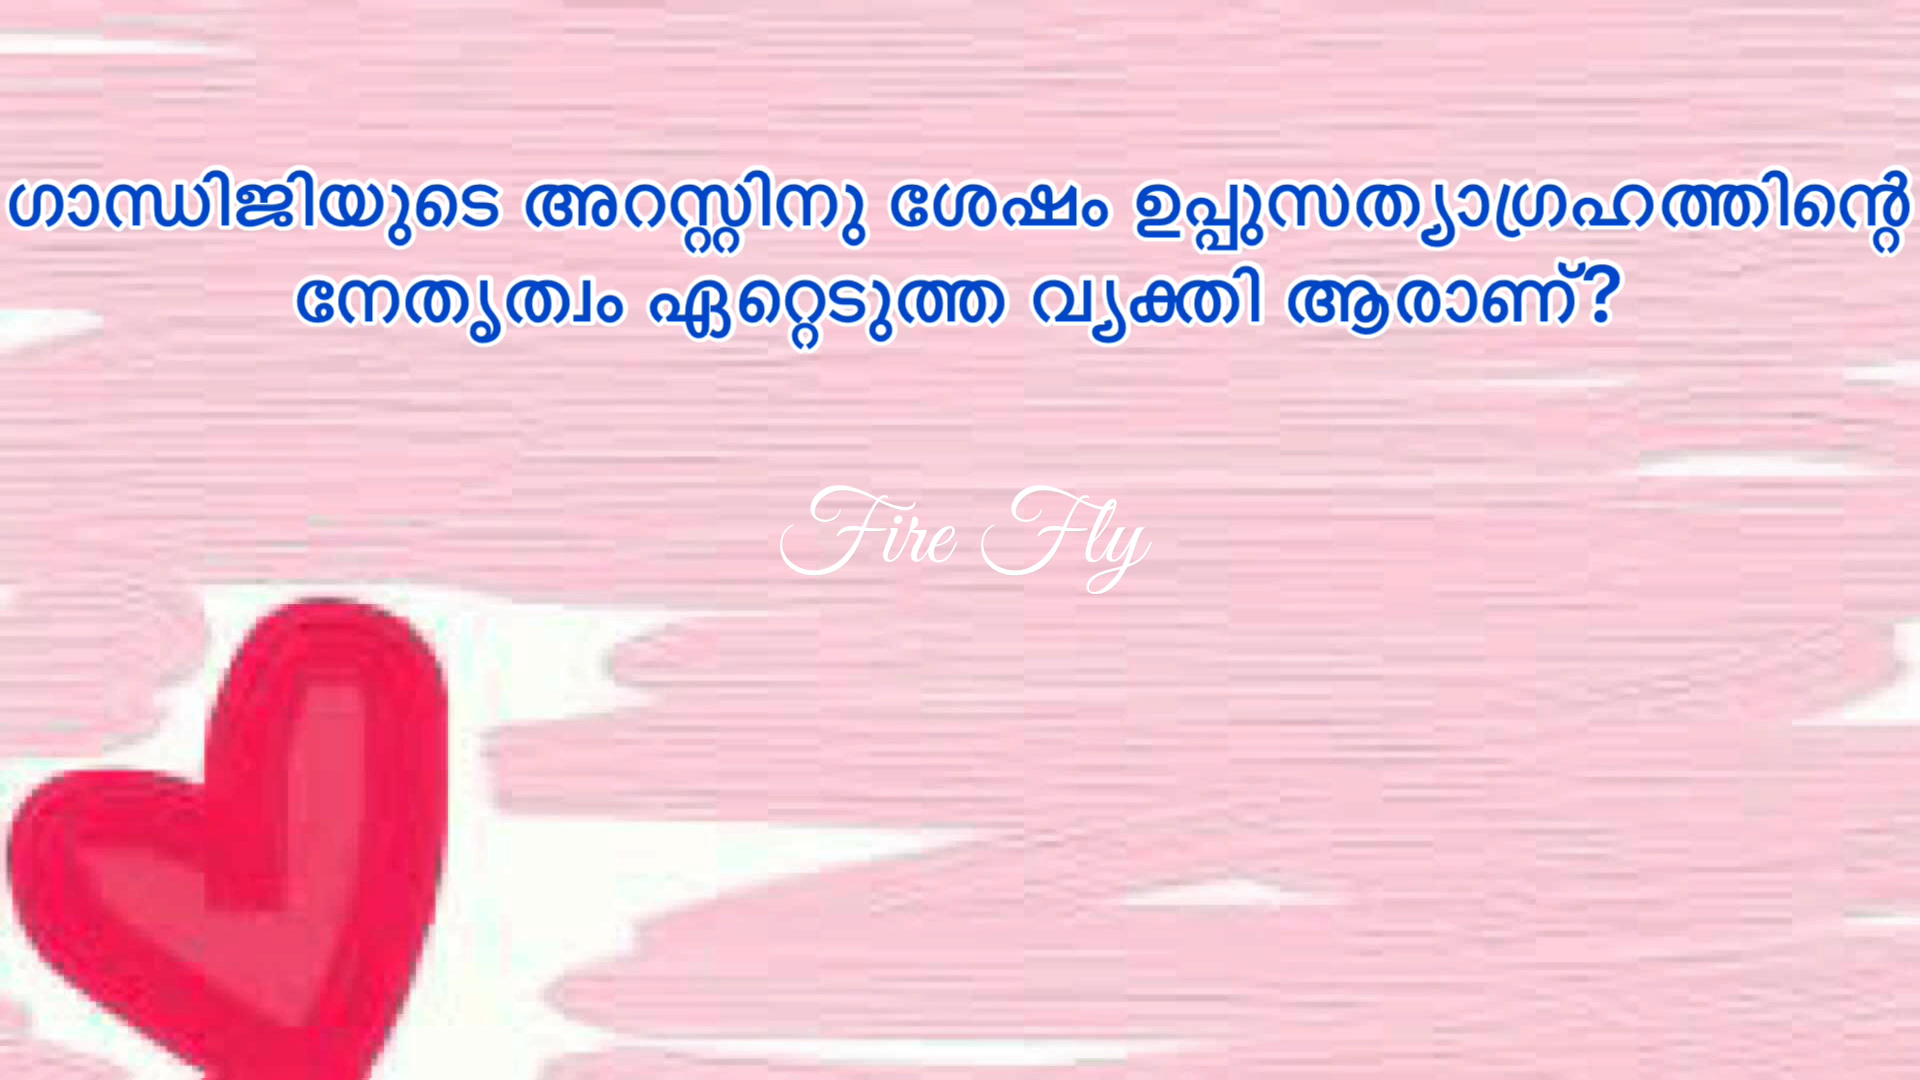 ഗാന്ധിജിയുടെ അറസ്റ്റിനു ശേഷം ഉപ്പുസത്യാഗ്രഹത്തിന്റെ
നേതൃത്വം ഏറ്റെടുത്ത വ്യക്തി ആരാണ്?
Fire Fly